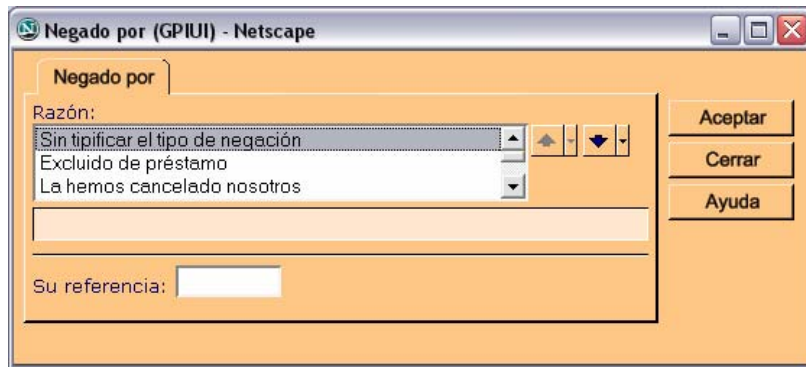 Negado por (GPIUI) - Netscape
Negado por
Razón:
Sin tipificar el tipo de negación
Excluido de préstamo
La hemos cancelado nosotros
Su referencia:
Aceptar
Cerrar
Ayuda